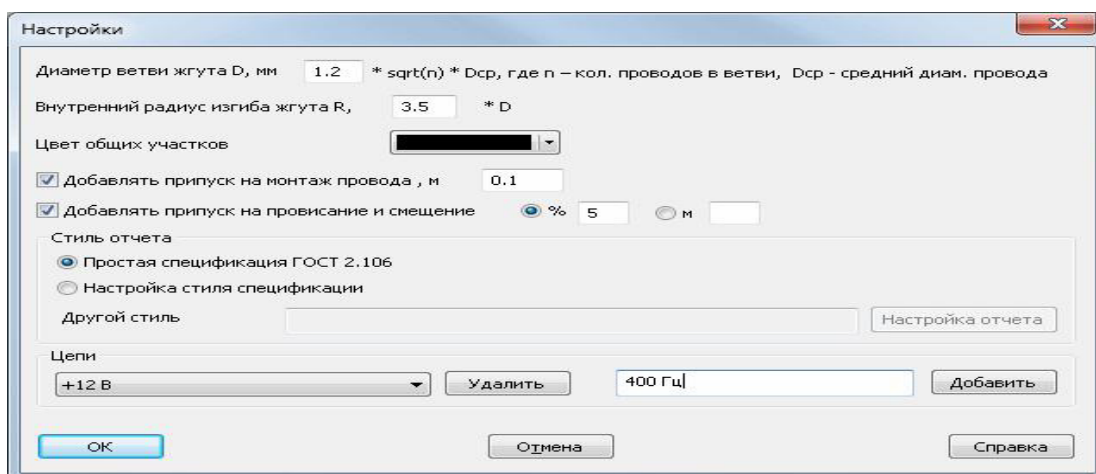 Настройки
Диаметр ветви жгута D, мм 1.2 * sqrt(n) * Dср, где n – кол. проводов в ветви, Dср - средний диам. провода
Внутренний радиус изгиба жгута R, 3.5 * D
Цвет общих участков
Добавлять припуск на монтаж провода , м 0.1
Добавлять припуск на провисание и смещение % 5 м
Стиль отчета
Простая спецификация ГОСТ 2.106
Настройка стиля спецификации
Другой стиль Настройка отчета
Цепи
+12 В Удалить 400 Гц Добавить
ОК Отмена Справка